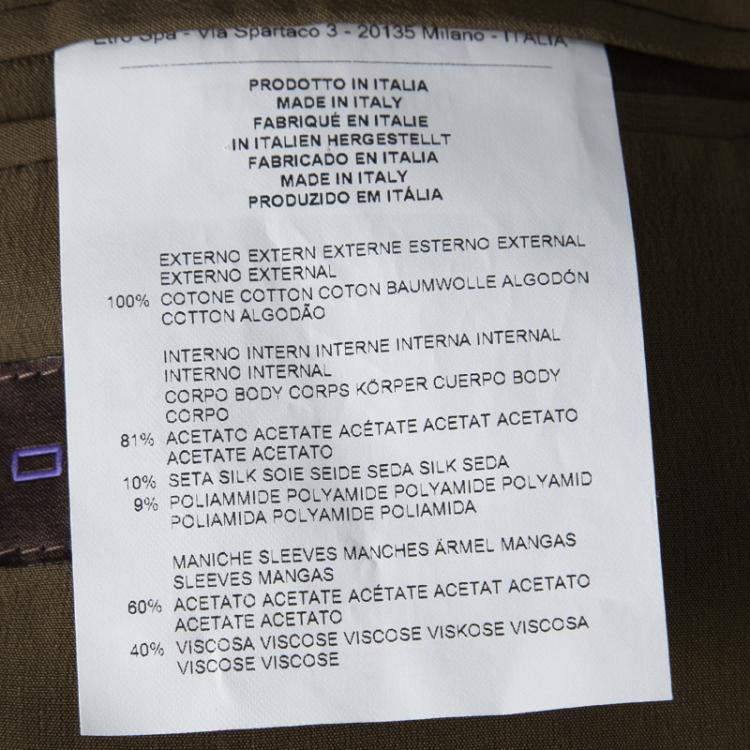 Etro Spa - Via Spartaco 3 - 20135 Milano - ITALIA
PRODOTTO IN ITALIA
MADE IN ITALY
FABRIQUÉ EN ITALIE
IN ITALIEN HERGESTELLT
FABRICADO EN ITALIA
MADE IN ITALY
PRODUZIDO EM ITÁLIA
EXTERNO EXTERN EXTERNE ESTERNO EXTERNAL
EXTERNO EXTERNAL
100% COTONE COTTON COTON BAUMWOLLE ALGODÓN
COTTON ALGODÃO
INTERNO INTERN INTERNE INTERNA INTERNAL
INTERNO INTERNAL
CORPO BODY CORPS KÖRPER CUERPO BODY
CORPO
81% ACETATO ACETATE ACÉTATE ACETAT ACETATO
ACETATE ACETATO
10% SETA SILK SOIE SEIDE SEDA SILK SEDA
9% POLIAMMIDE POLYAMIDE POLYAMIDE POLYAMID
POLIAMIDA POLYAMIDE POLIAMIDA
MANICHE SLEEVES MANCHES ÄRMEL MANGAS
SLEEVES MANGAS
60% ACETATO ACETATE ACÉTATE ACETAT ACETATO
ACETATE ACETATO
40% VISCOSA VISCOSE VISCOSE VISKOSE VISCOSA
VISCOSE VISCOSE